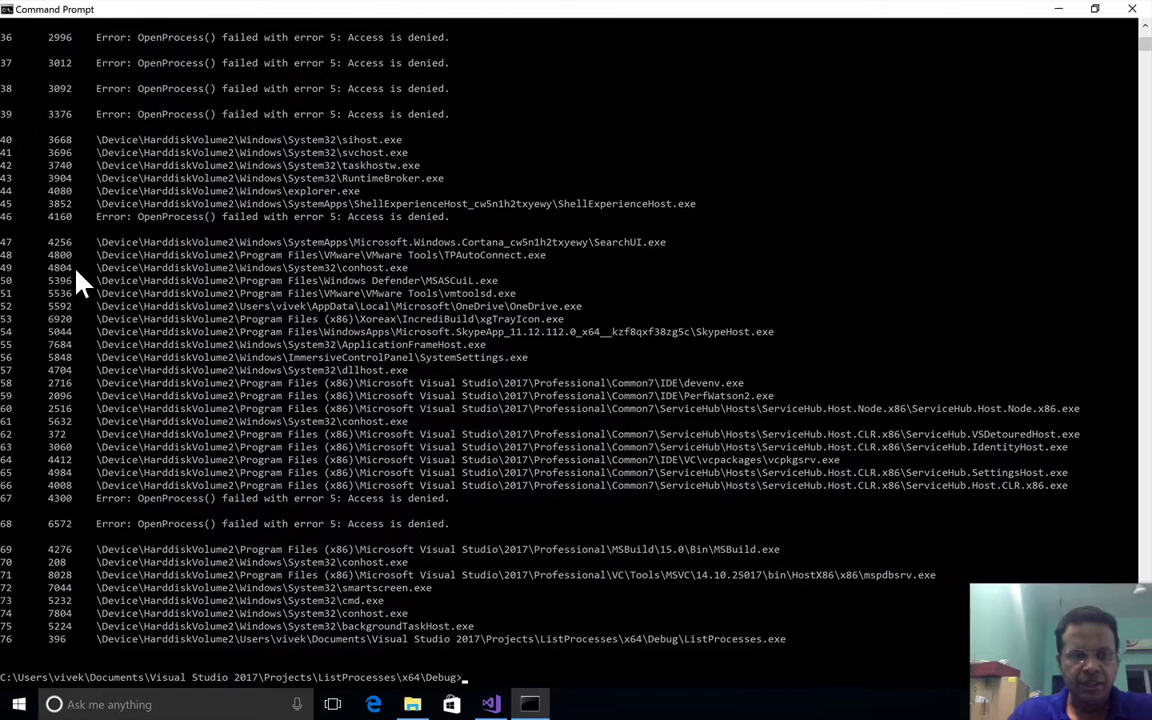 Command Prompt
36 2996 Error: OpenProcess() failed with error 5: Access is denied.
37 3012 Error: OpenProcess() failed with error 5: Access is denied.
38 3092 Error: OpenProcess() failed with error 5: Access is denied.
39 3376 Error: OpenProcess() failed with error 5: Access is denied.
40 3668 \Device\HarddiskVolume2\Windows\System32\sihost.exe
41 3696 \Device\HarddiskVolume2\Windows\System32\svchost.exe
42 3740 \Device\HarddiskVolume2\Windows\System32\taskhostw.exe
43 3904 \Device\HarddiskVolume2\Windows\System32\RuntimeBroker.exe
44 4080 \Device\HarddiskVolume2\Windows\explorer.exe
45 3852 \Device\HarddiskVolume2\Windows\SystemApps\ShellExperienceHost_cw5n1h2txyewy\ShellExperienceHost.exe
46 4160 Error: OpenProcess() failed with error 5: Access is denied.
47 4256 \Device\HarddiskVolume2\Windows\SystemApps\Microsoft.Windows.Cortana_cw5n1h2txyewy\SearchUI.exe
48 4800 \Device\HarddiskVolume2\Program Files\VMware\VMware Tools\TPAutoConnect.exe
49 4804 \Device\HarddiskVolume2\Windows\System32\conhost.exe
50 5396 \Device\HarddiskVolume2\Program Files\Windows Defender\MSASCuiL.exe
51 5536 \Device\HarddiskVolume2\Program Files\VMware\VMware Tools\vmtoolsd.exe
52 5592 \Device\HarddiskVolume2\Users\vivek\AppData\Local\Microsoft\OneDrive\OneDrive.exe
53 6920 \Device\HarddiskVolume2\Program Files (x86)\Xoreax\IncrediBuild\xgTrayIcon.exe
54 5044 \Device\HarddiskVolume2\Program Files\WindowsApps\Microsoft.SkypeApp_11.12.112.0_x64__kzf8qxf38zg5c\SkypeHost.exe
55 7684 \Device\HarddiskVolume2\Windows\System32\ApplicationFrameHost.exe
56 5848 \Device\HarddiskVolume2\Windows\ImmersiveControlPanel\SystemSettings.exe
57 4704 \Device\HarddiskVolume2\Windows\System32\dllhost.exe
58 2716 \Device\HarddiskVolume2\Program Files (x86)\Microsoft Visual Studio\2017\Professional\Common7\IDE\devenv.exe
59 2096 \Device\HarddiskVolume2\Program Files (x86)\Microsoft Visual Studio\2017\Professional\Common7\IDE\PerfWatson2.exe
60 2516 \Device\HarddiskVolume2\Program Files (x86)\Microsoft Visual Studio\2017\Professional\Common7\ServiceHub\Hosts\ServiceHub.Host.Node.x86\ServiceHub.Host.Node.x86.exe
61 5632 \Device\HarddiskVolume2\Windows\System32\conhost.exe
62 372 \Device\HarddiskVolume2\Program Files (x86)\Microsoft Visual Studio\2017\Professional\Common7\ServiceHub\Hosts\ServiceHub.Host.CLR.x86\ServiceHub.VSDetouredHost.exe
63 3060 \Device\HarddiskVolume2\Program Files (x86)\Microsoft Visual Studio\2017\Professional\Common7\ServiceHub\Hosts\ServiceHub.Host.CLR.x86\ServiceHub.IdentityHost.exe
64 4412 \Device\HarddiskVolume2\Program Files (x86)\Microsoft Visual Studio\2017\Professional\Common7\IDE\VC\vcpackages\vcpkgsrv.exe
65 4984 \Device\HarddiskVolume2\Program Files (x86)\Microsoft Visual Studio\2017\Professional\Common7\ServiceHub\Hosts\ServiceHub.Host.CLR.x86\ServiceHub.SettingsHost.exe
66 4008 \Device\HarddiskVolume2\Program Files (x86)\Microsoft Visual Studio\2017\Professional\Common7\ServiceHub\Hosts\ServiceHub.Host.CLR.x86\ServiceHub.Host.CLR.x86.exe
67 4300 Error: OpenProcess() failed with error 5: Access is denied.
68 6572 Error: OpenProcess() failed with error 5: Access is denied.
69 4276 \Device\HarddiskVolume2\Program Files (x86)\Microsoft Visual Studio\2017\Professional\MSBuild\15.0\Bin\MSBuild.exe
70 208 \Device\HarddiskVolume2\Windows\System32\conhost.exe
71 8028 \Device\HarddiskVolume2\Program Files (x86)\Microsoft Visual Studio\2017\Professional\VC\Tools\MSVC\14.10.25017\bin\HostX86\x86\mspdbsrv.exe
72 7044 \Device\HarddiskVolume2\Windows\System32\smartscreen.exe
73 5232 \Device\HarddiskVolume2\Windows\System32\cmd.exe
74 7804 \Device\HarddiskVolume2\Windows\System32\conhost.exe
75 5224 \Device\HarddiskVolume2\Windows\System32\backgroundTaskHost.exe
76 396 \Device\HarddiskVolume2\Users\vivek\Documents\Visual Studio 2017\Projects\ListProcesses\x64\Debug\ListProcesses.exe
C:\Users\vivek\Documents\Visual Studio 2017\Projects\ListProcesses\x64\Debug>_
Ask me anything